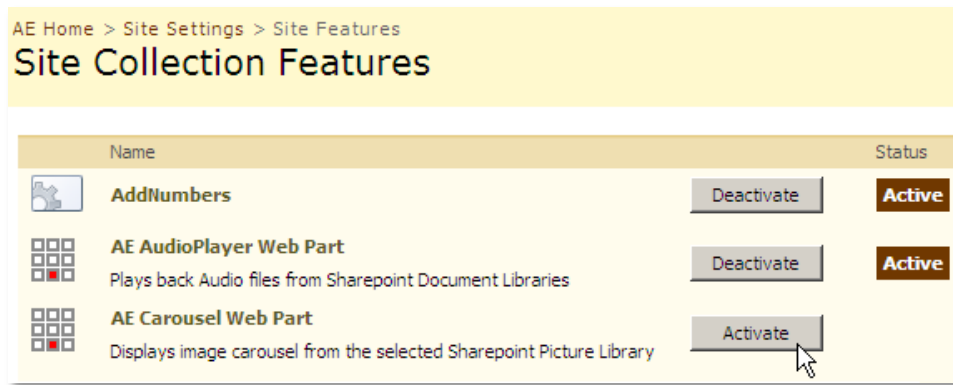 AE Home > Site Settings > Site Features
Site Collection Features
Name Status
AddNumbers Deactivate Active
AE AudioPlayer Web Part
Plays back Audio files from Sharepoint Document Libraries Deactivate Active
AE Carousel Web Part
Displays image carousel from the selected Sharepoint Picture Library Activate